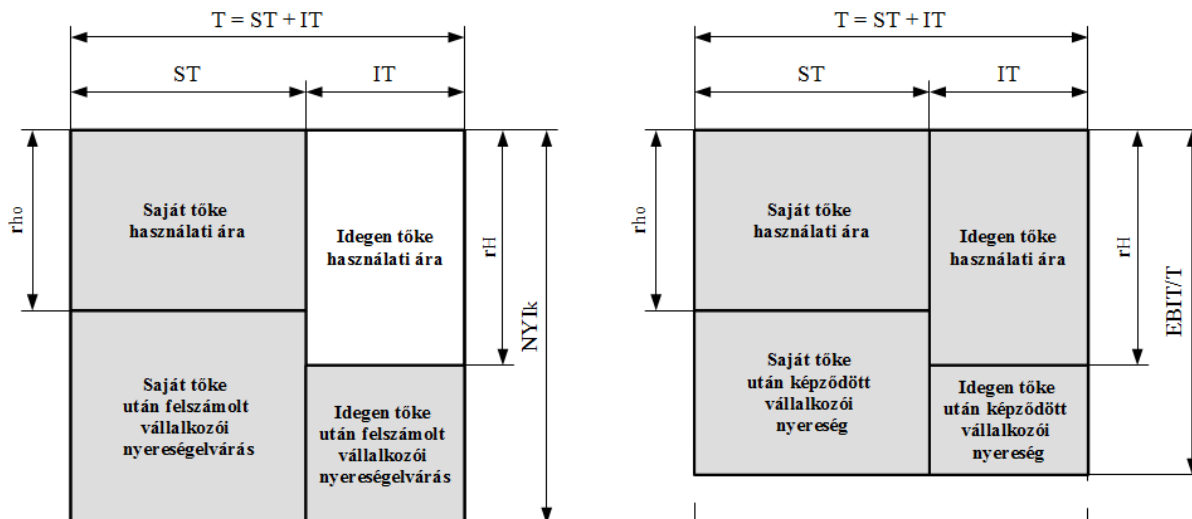 T = ST + IT
ST
IT
rho
Saját tőke
használati ára
Idegen tőke
használati ára
rH
NYIk
Saját tőke
után felszámolt
vállalkozói
nyereségelvárás
Idegen tőke
után felszámolt
vállalkozói
nyereségelvárás
T = ST + IT
ST
IT
rho
Saját tőke
használati ára
Idegen tőke
használati ára
rH
EBIT/T
Saját tőke
után képződött
vállalkozói
nyereség
Idegen tőke
után képződött
vállalkozói
nyereség